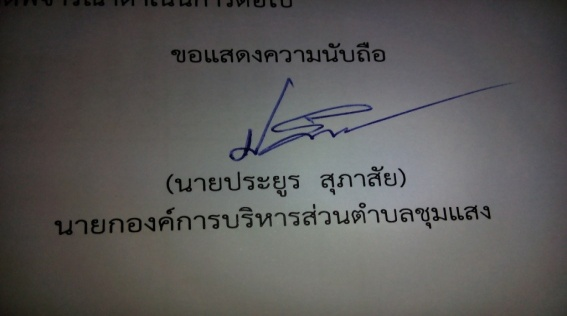 ขอแสดงความนับถือ
(นายประยูร สุภาสัย)
นายกองค์การบริหารส่วนตำบลชุมแสง